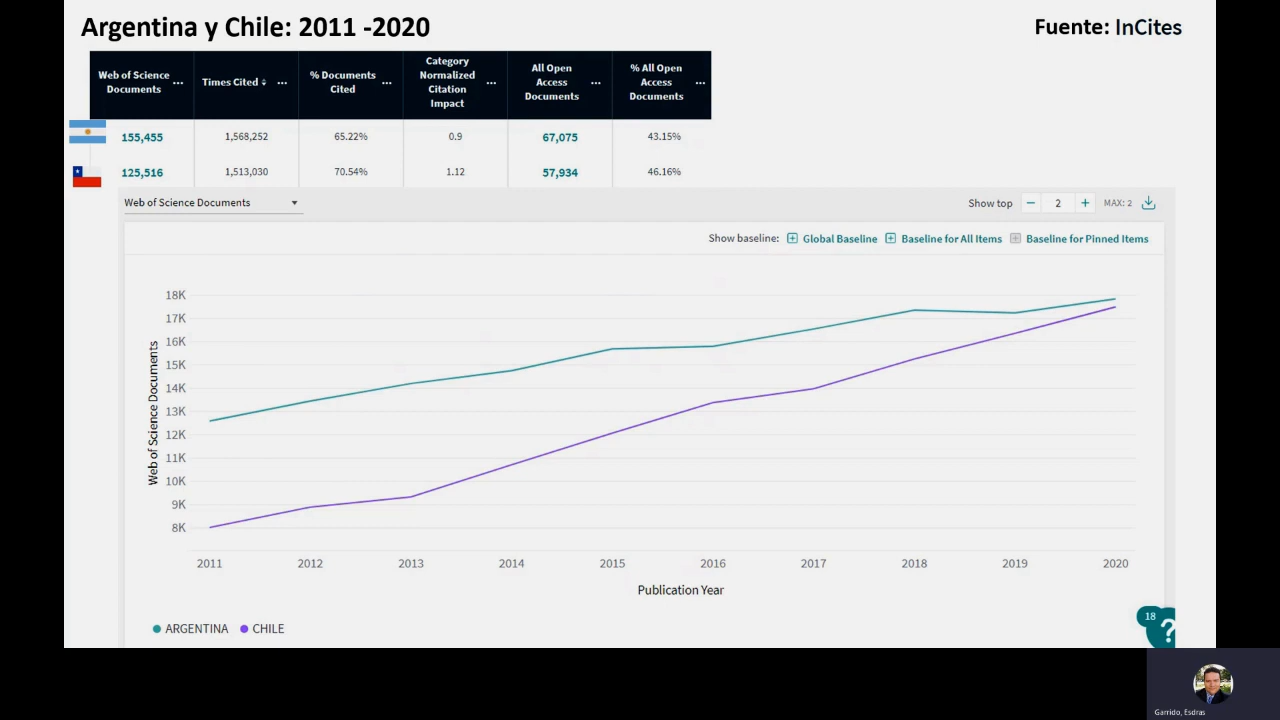 Argentina y Chile: 2011 -2020
Fuente: InCites
Web of Science Documents ...
Times Cited ...
% Documents Cited ...
Category Normalized Citation Impact ...
All Open Access Documents ...
% All Open Access Documents ...
155,455 1,568,252 65.22% 0.9 67,075 43.15%
125,516 1,513,030 70.54% 1.12 57,934 46.16%
Web of Science Documents
Show top − 2 + MAX: 2
Show baseline: Global Baseline Baseline for All Items Baseline for Pinned Items
Web of Science Documents
18K
17K
16K
15K
14K
13K
12K
11K
10K
9K
8K
2011 2012 2013 2014 2015 2016 2017 2018 2019 2020
Publication Year
ARGENTINA CHILE
18
?
Garrido, Esdras